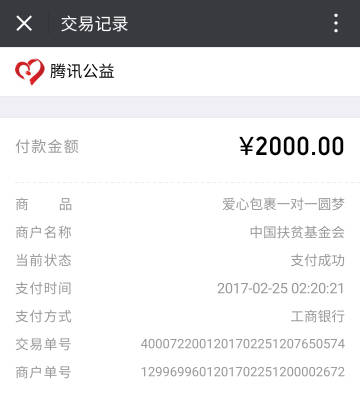 交易记录
腾讯公益
付款金额 ¥2000.00
商 品 爱心包裹一对一圆梦
商户名称 中国扶贫基金会
当前状态 支付成功
支付时间 2017-02-25 02:20:21
支付方式 工商银行
交易单号 4000722001201702251207650574
商户单号 1299699601201702251200002672